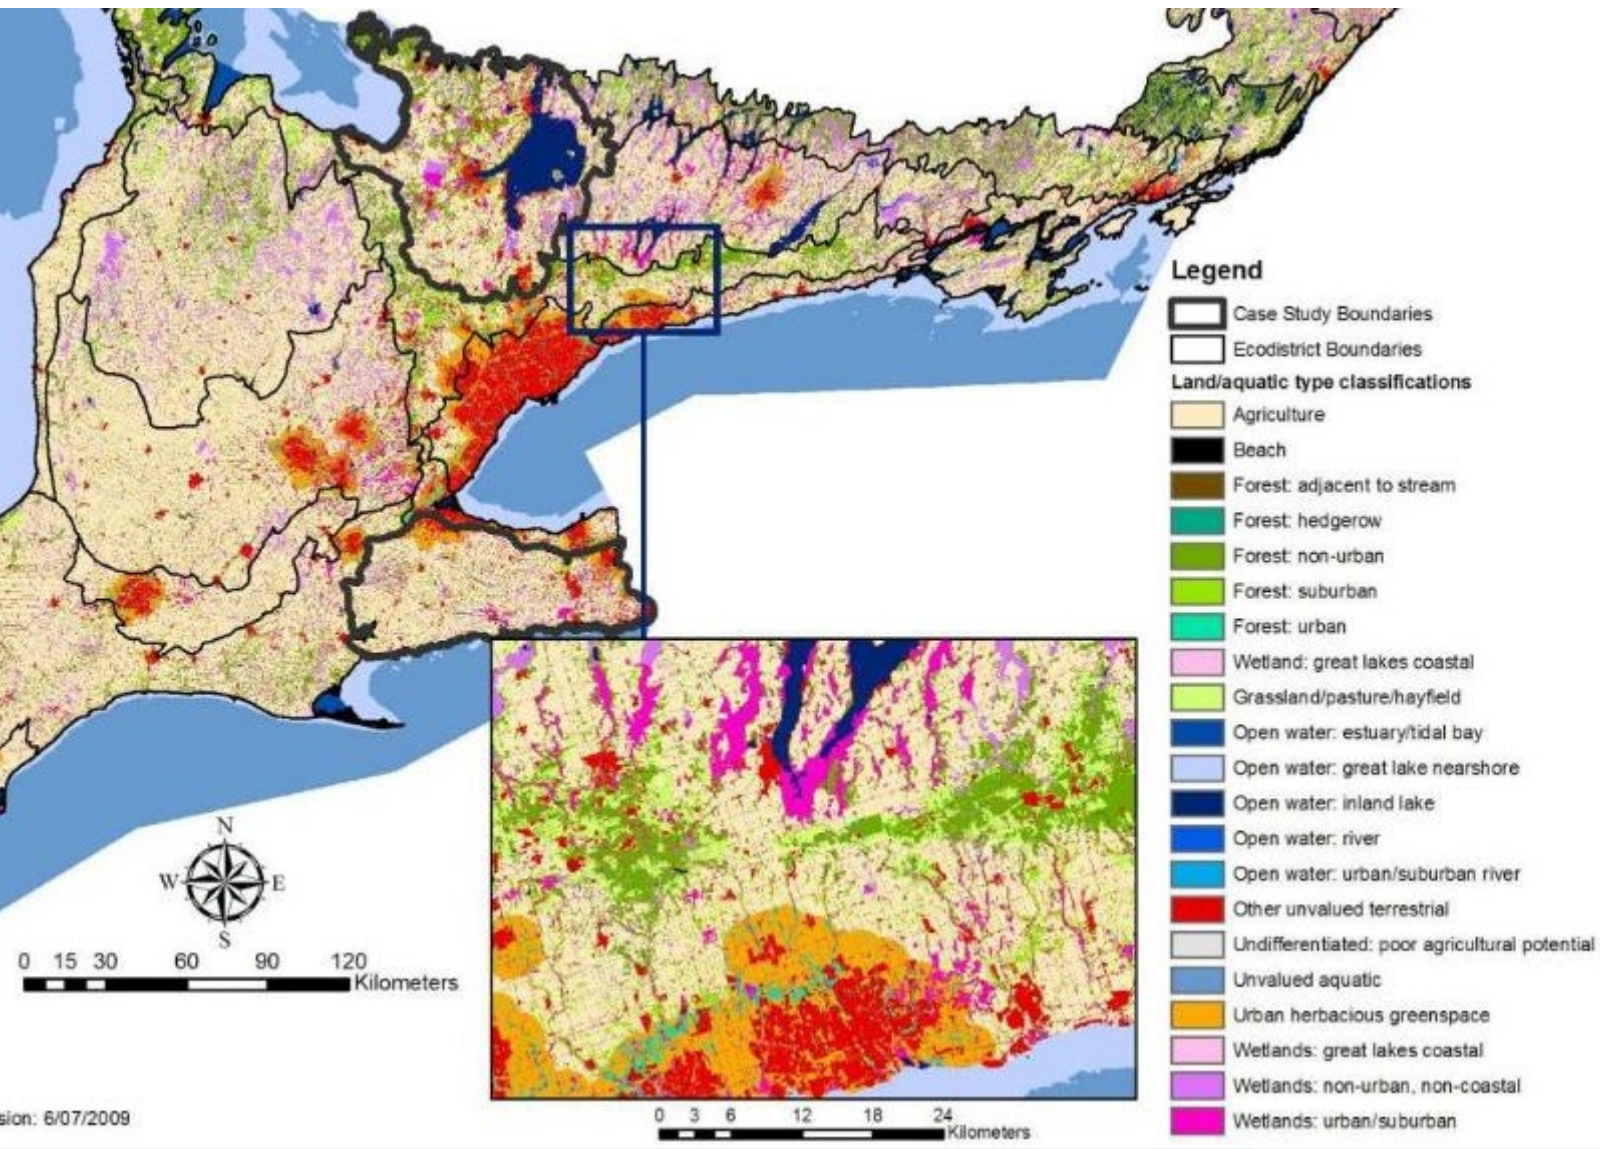 Legend
Case Study Boundaries
Ecodistrict Boundaries
Land/aquatic type classifications
Agriculture
Beach
Forest: adjacent to stream
Forest: hedgerow
Forest: non-urban
Forest: suburban
Forest: urban
Wetland: great lakes coastal
Grassland/pasture/hayfield
Open water: estuary/tidal bay
Open water: great lake nearshore
Open water: inland lake
Open water: river
Open water: urban/suburban river
Other unvalued terrestrial
Undifferentiated: poor agricultural potential
Unvalued aquatic
Urban herbacious greenspace
Wetlands: great lakes coastal
Wetlands: non-urban, non-coastal
Wetlands: urban/suburban
N
W E
S
0 15 30 60 90 120
Kilometers
sion: 6/07/2009
0 3 6 12 18 24
Kilometers